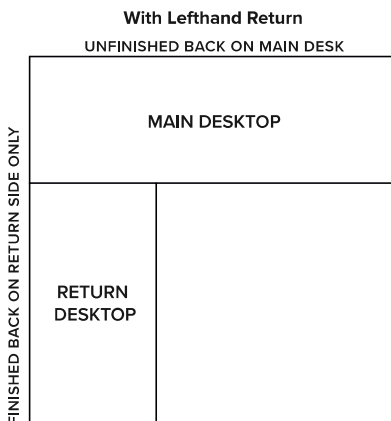 With Lefthand Return
UNFINISHED BACK ON MAIN DESK
MAIN DESKTOP
RETURN
DESKTOP
FINISHED BACK ON RETURN SIDE ONLY